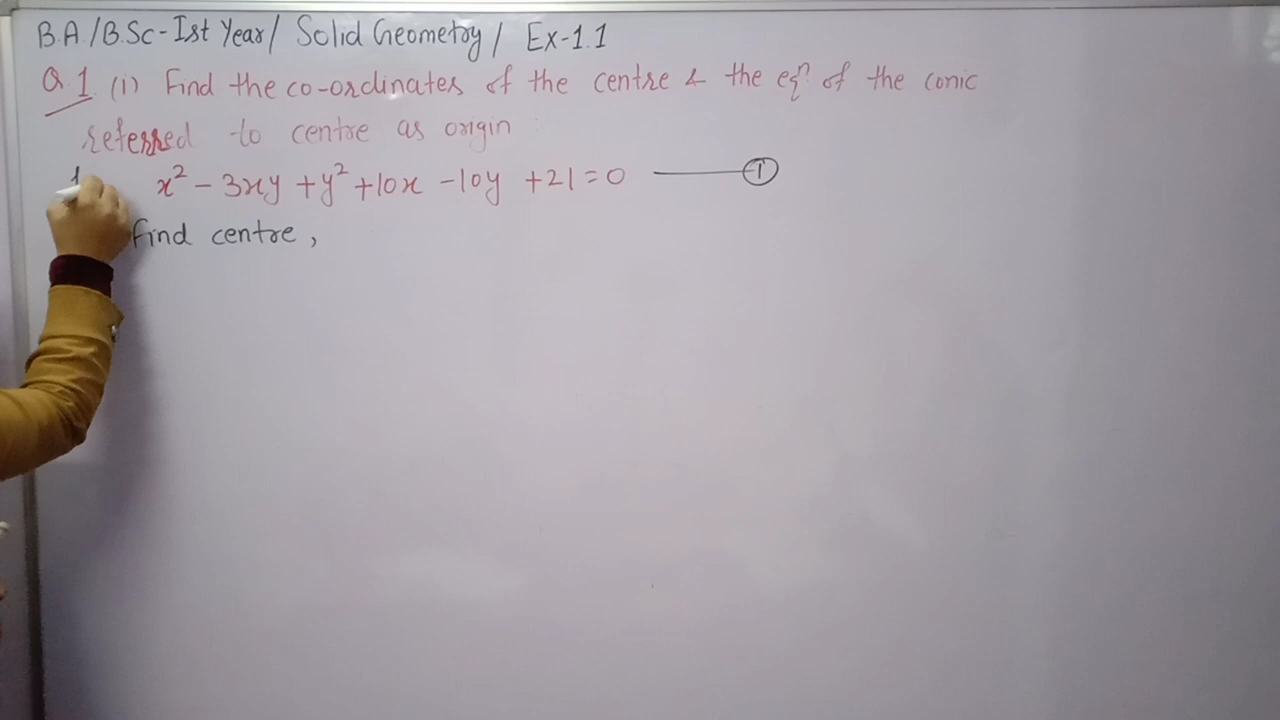 B.A./B.Sc-Ist Year/ Solid Geometry/ Ex-1.1
Q.1 (i) Find the co-ordinates of the centre & the eqⁿ of the conic
referred to centre as origin
x² - 3xy + y² + 10x - 10y + 21 = 0 ——— ①
find centre,